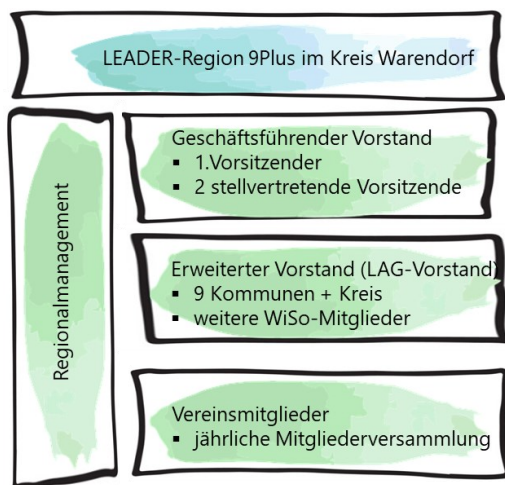 LEADER-Region 9Plus im Kreis Warendorf
Regionalmanagement
Geschäftsführender Vorstand
▪ 1.Vorsitzender
▪ 2 stellvertretende Vorsitzende
Erweiterter Vorstand (LAG-Vorstand)
▪ 9 Kommunen + Kreis
▪ weitere WiSo-Mitglieder
Vereinsmitglieder
▪ jährliche Mitgliederversammlung